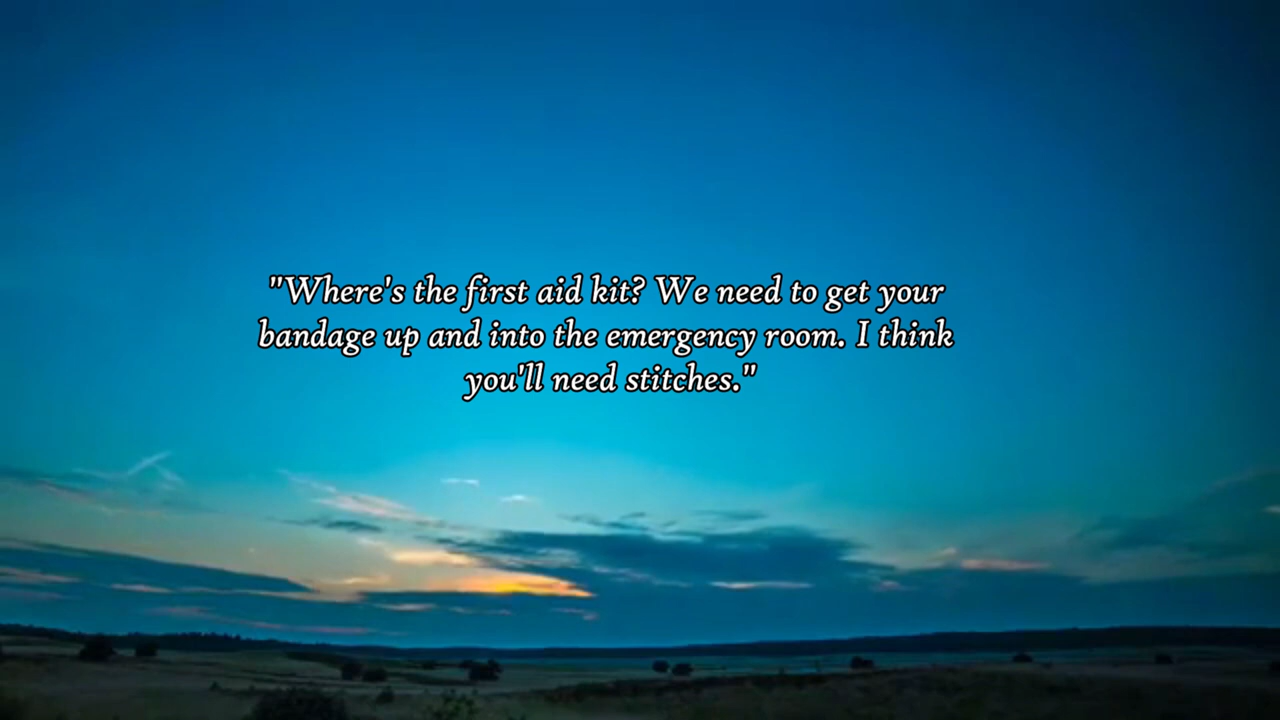 "Where's the first aid kit? We need to get your
bandage up and into the emergency room. I think
you'll need stitches."